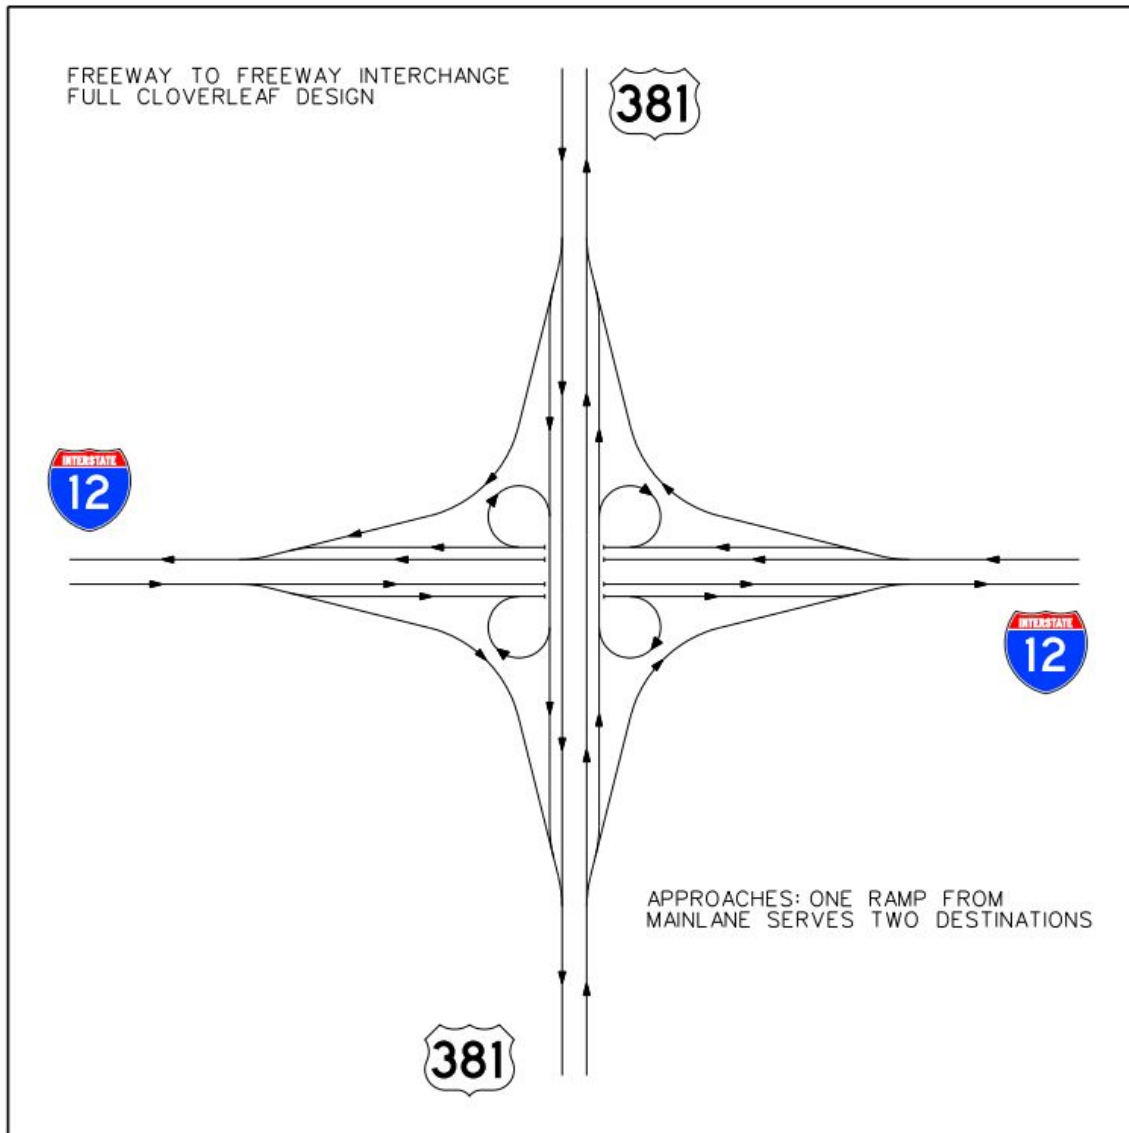 FREEWAY TO FREEWAY INTERCHANGE
FULL CLOVERLEAF DESIGN
381
INTERSTATE
12
INTERSTATE
12
APPROACHES: ONE RAMP FROM
MAINLANE SERVES TWO DESTINATIONS
381